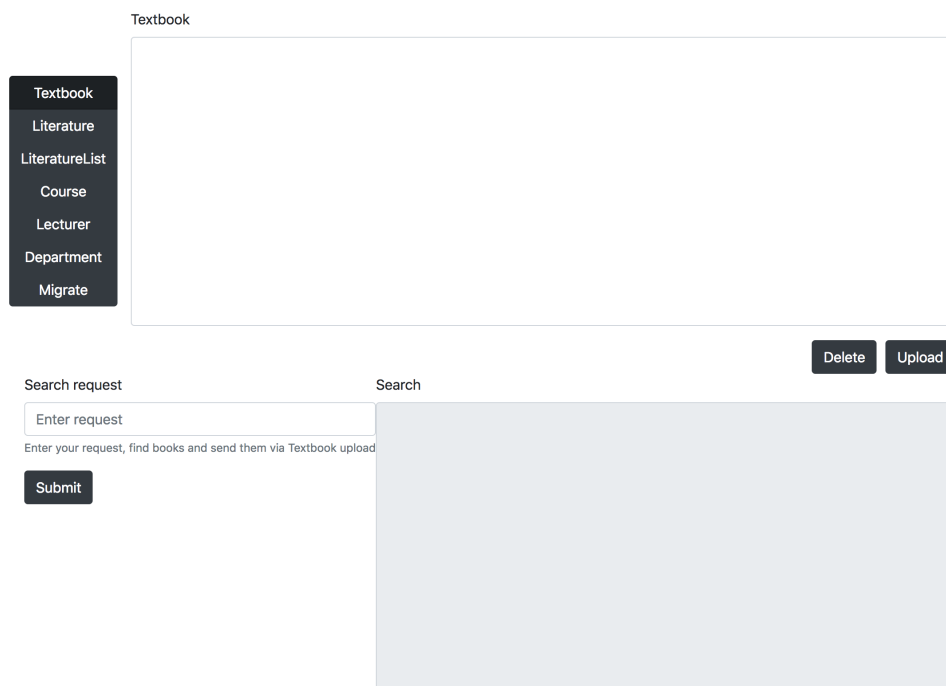 Textbook
Textbook
Literature
LiteratureList
Course
Lecturer
Department
Migrate
Delete
Upload
Search request
Search
Enter request
Enter your request, find books and send them via Textbook upload
Submit